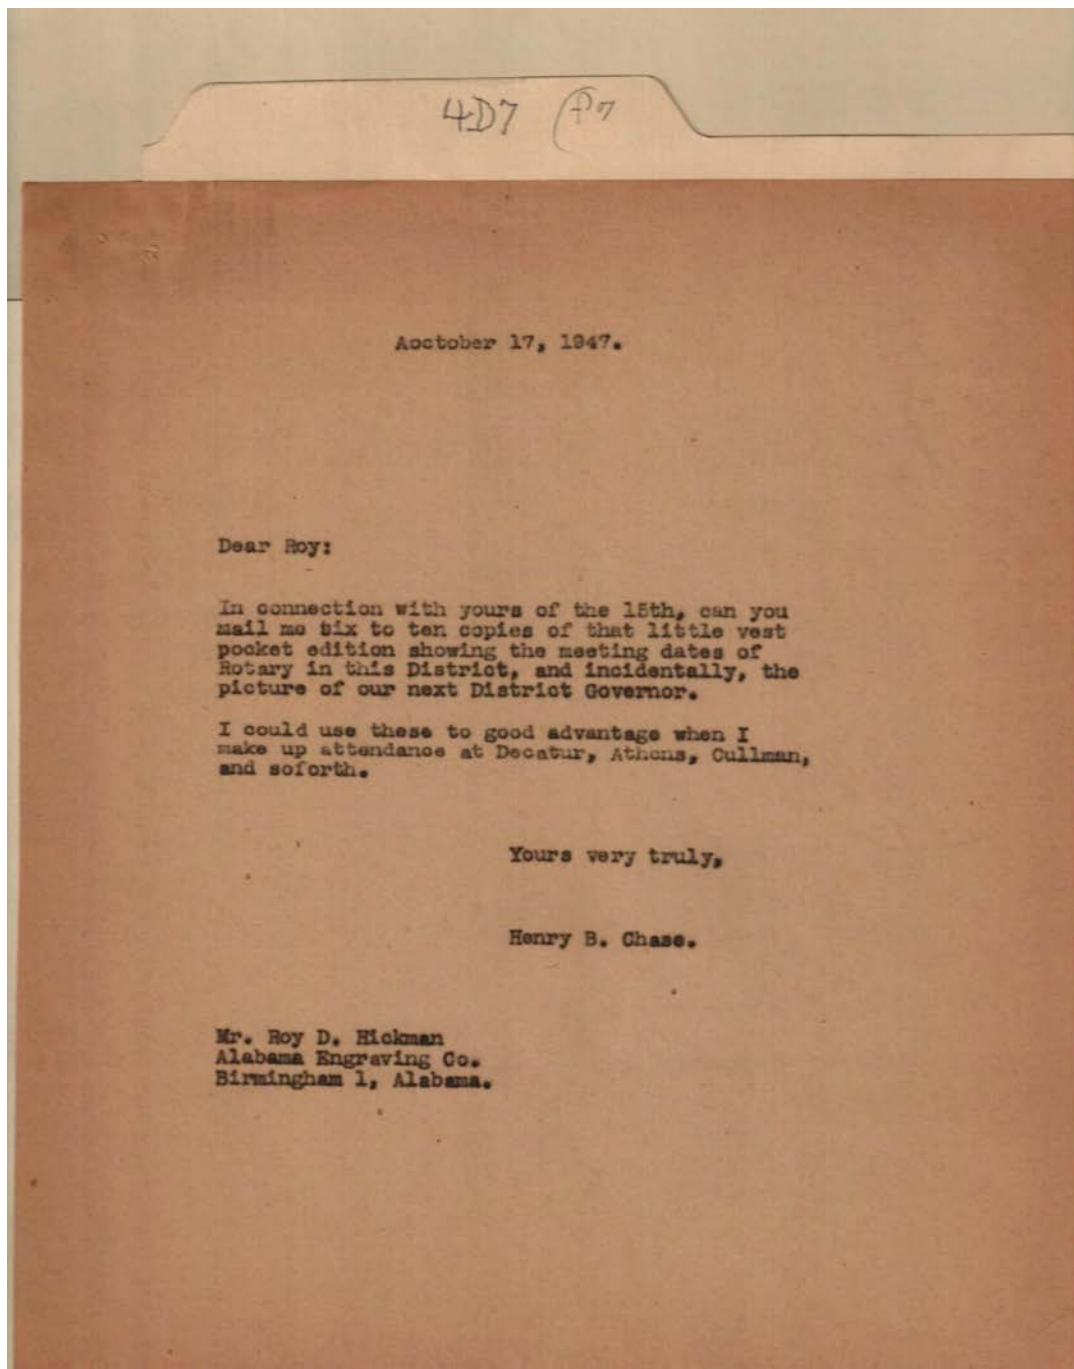 4D7 (F7
Aoctober 17, 1947.
Dear Roy:
In connection with yours of the 15th, can you
mail me six to ten copies of that little vest
pocket edition showing the meeting dates of
Rotary in this District, and incidentally, the
picture of our next District Governor.
I could use these to good advantage when I
make up attendance at Decatur, Athens, Cullman,
and soforth.
Yours very truly,
Henry B. Chase.
Mr. Roy D. Hickman
Alabama Engraving Co.
Birmingham 1, Alabama.